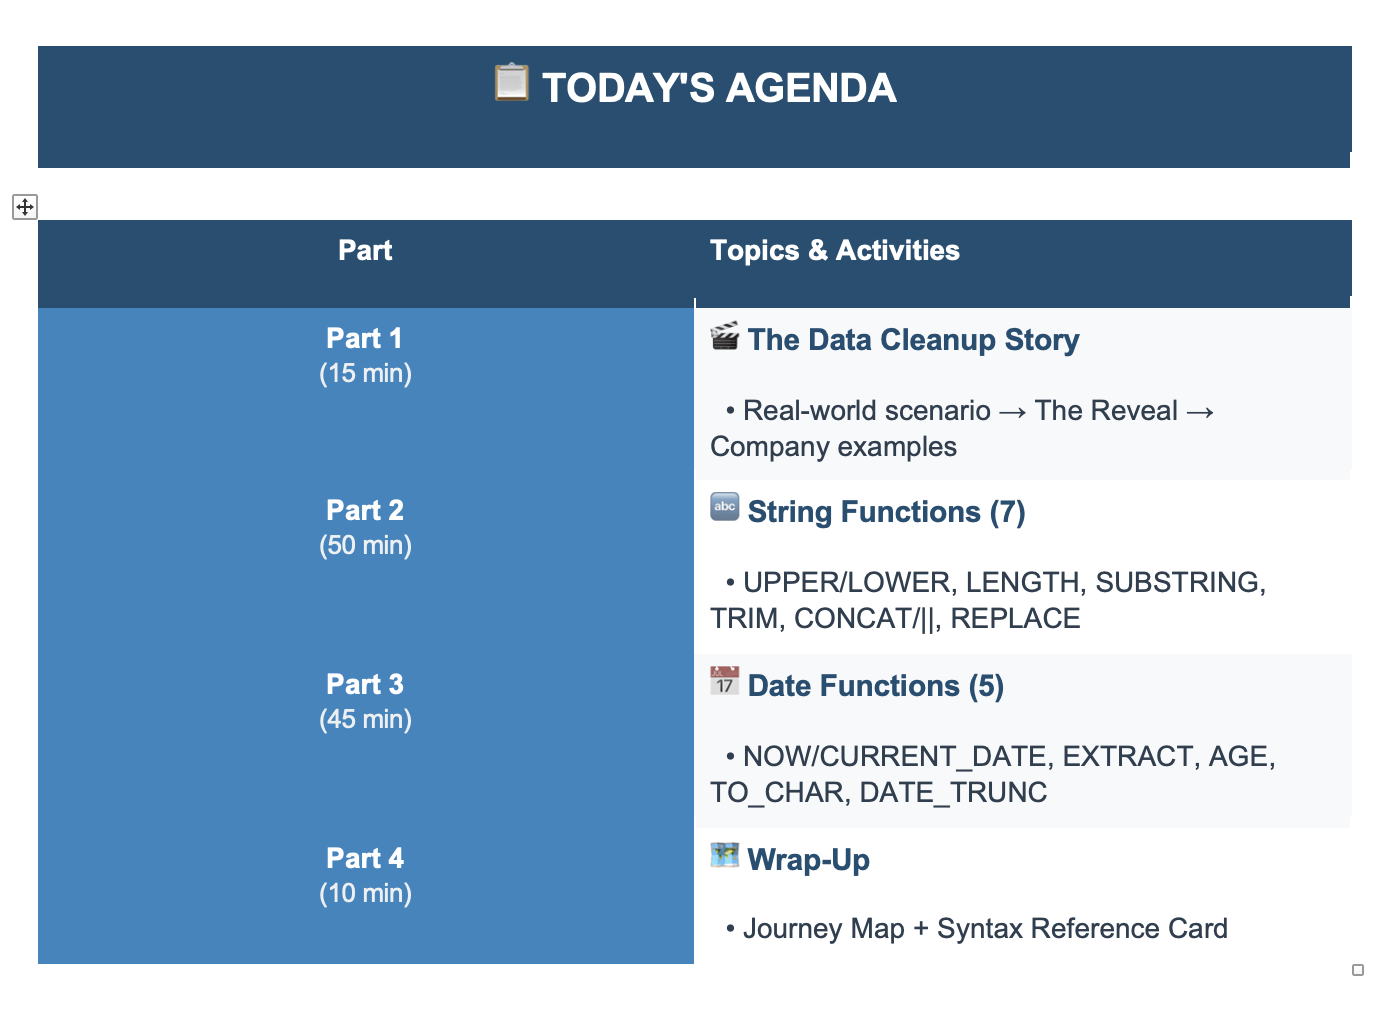 📋 TODAY'S AGENDA
Part
Topics & Activities
Part 1
(15 min)
🎬 The Data Cleanup Story
• Real-world scenario → The Reveal →
Company examples
Part 2
(50 min)
🔤 String Functions (7)
• UPPER/LOWER, LENGTH, SUBSTRING,
TRIM, CONCAT/||, REPLACE
Part 3
(45 min)
📅 Date Functions (5)
• NOW/CURRENT_DATE, EXTRACT, AGE,
TO_CHAR, DATE_TRUNC
Part 4
(10 min)
🗺️ Wrap-Up
• Journey Map + Syntax Reference Card